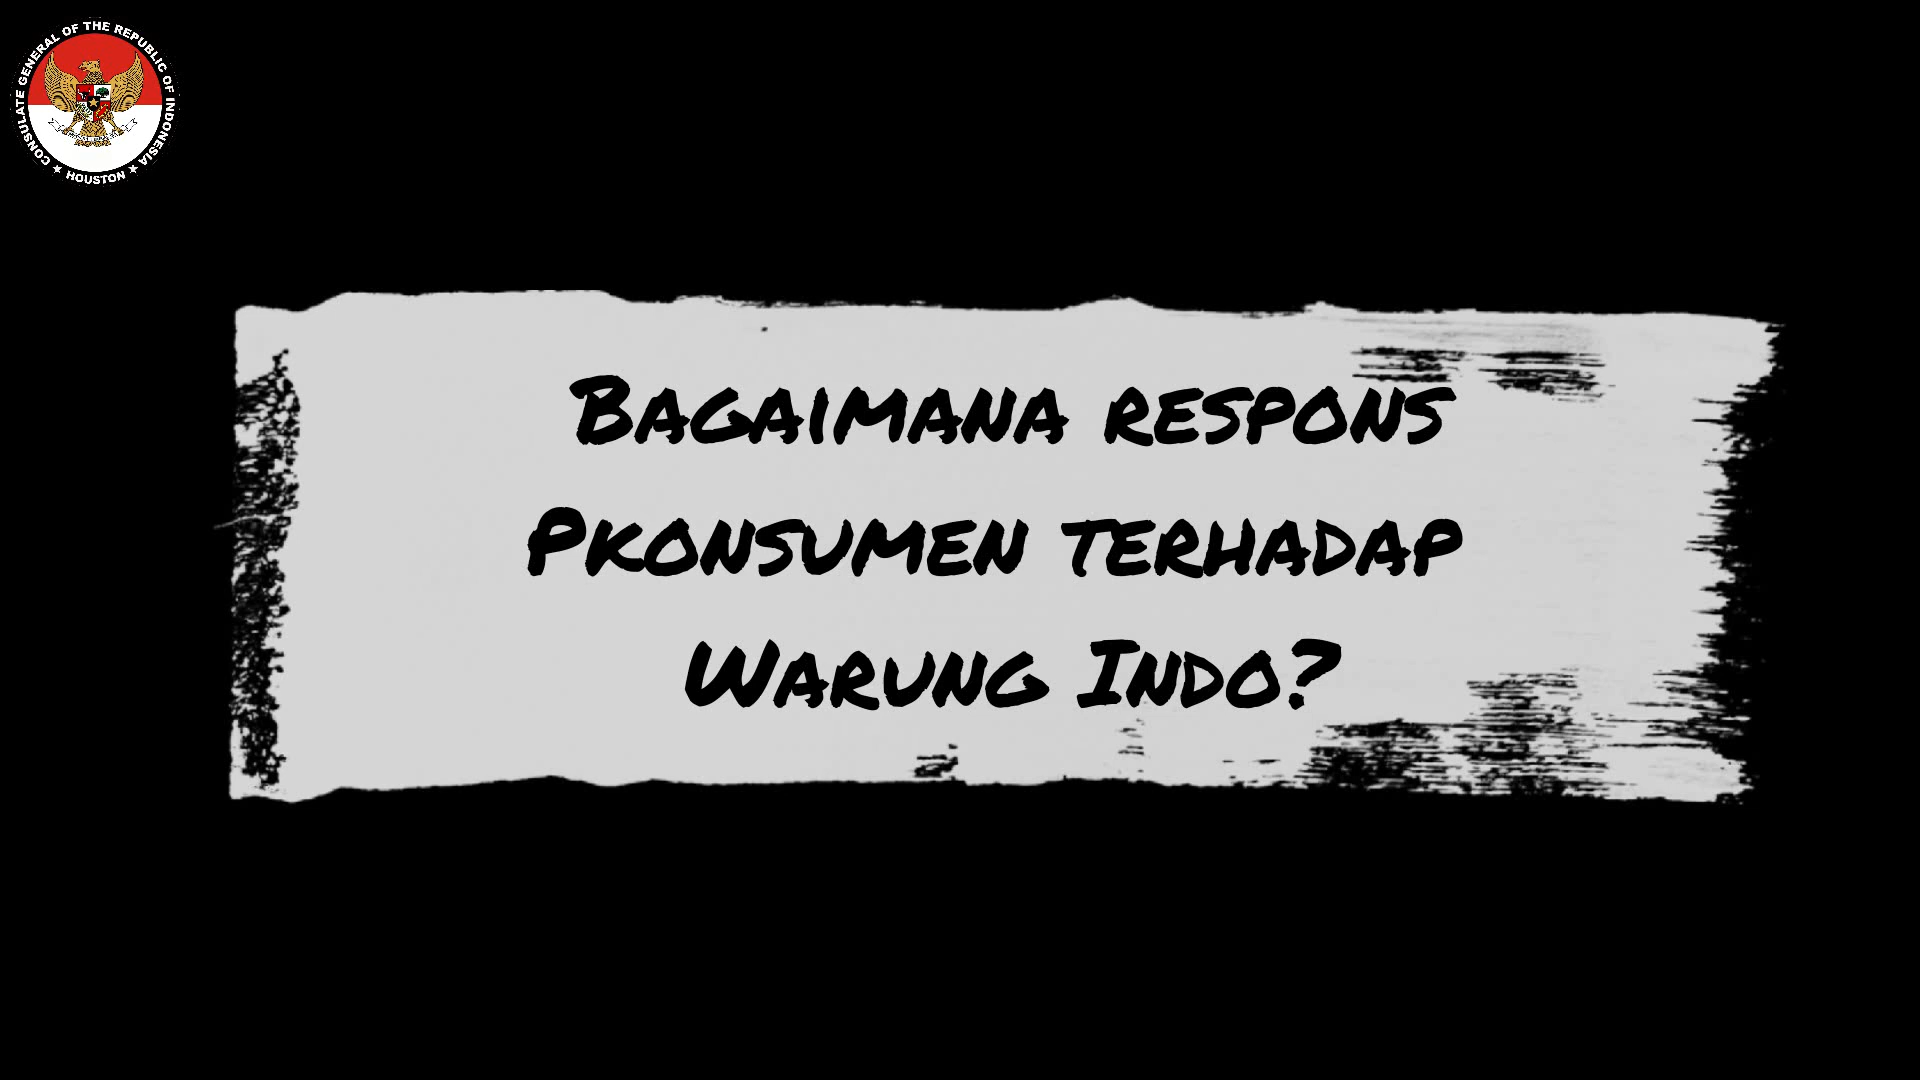 CONSULATE GENERAL OF THE REPUBLIC OF INDONESIA
★ HOUSTON ★
Bagaimana respons
Pkonsumen terhadap
Warung Indo?